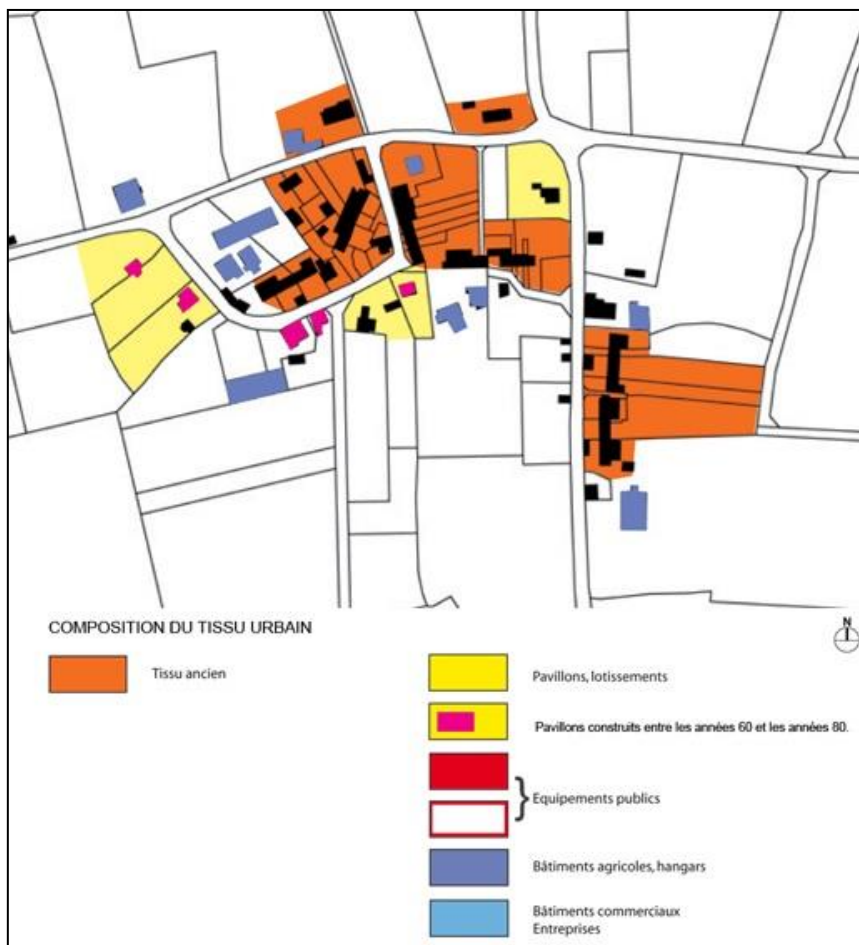 COMPOSITION DU TISSU URBAIN
N
Tissu ancien
Pavillons, lotissements
Pavillons construits entre les années 60 et les années 80.
Equipements publics
Bâtiments agricoles, hangars
Bâtiments commerciaux
Entreprises